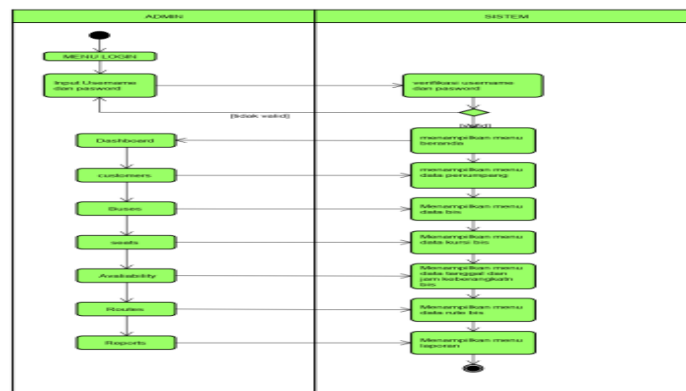 ADMIN
SISTEM
MENU LOGIN
Input Username
dan pasword
verifikasi username
dan pasword
[tidak valid]
[valid]
Dashboard
menampilkan menu
beranda
customers
menampilkan menu
data penumpang
Buses
Menampilkan menu
data bis
seats
Menampilkan menu
data kursi bis
Availability
Menampilkan menu
data tanggal dan
jam keberangkatn
bis
Routes
Menampilkan menu
data rute bis
Reports
Menampilkan menu
laporan